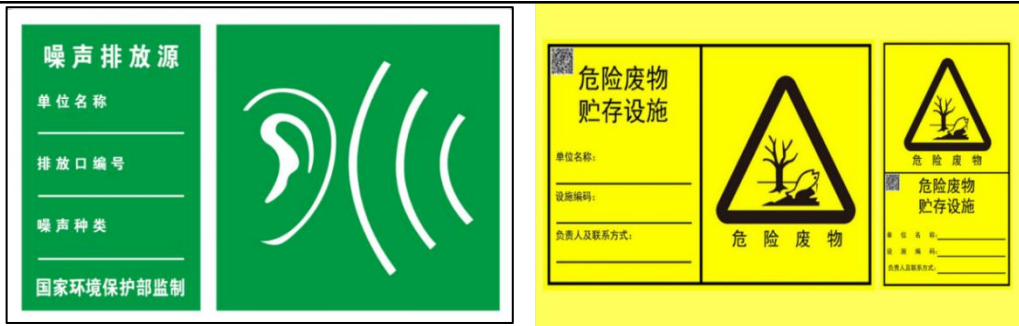 噪声排放源
单位名称
排放口编号
噪声种类
国家环境保护部监制
危险废物
贮存设施
单位名称：
设施编码：
负责人及联系方式：
危险废物
危险废物
危险废物
贮存设施
单位名称：
设施编码：
负责人及联系方式：